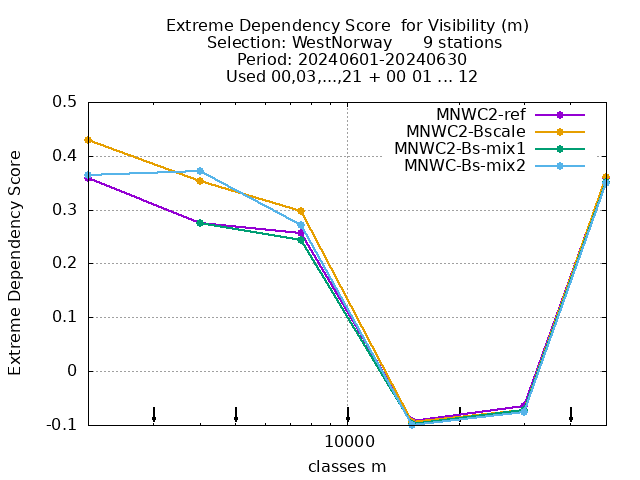 Extreme Dependency Score  for Visibility (m)
Selection: WestNorway      9 stations
Period: 20240601-20240630
Used 00,03,...,21 + 00 01 ... 12
MNWC2-ref
MNWC2-Bscale
MNWC2-Bs-mix1
MNWC-Bs-mix2
Extreme Dependency Score
0.5
0.4
0.3
0.2
0.1
0
-0.1
10000
classes m